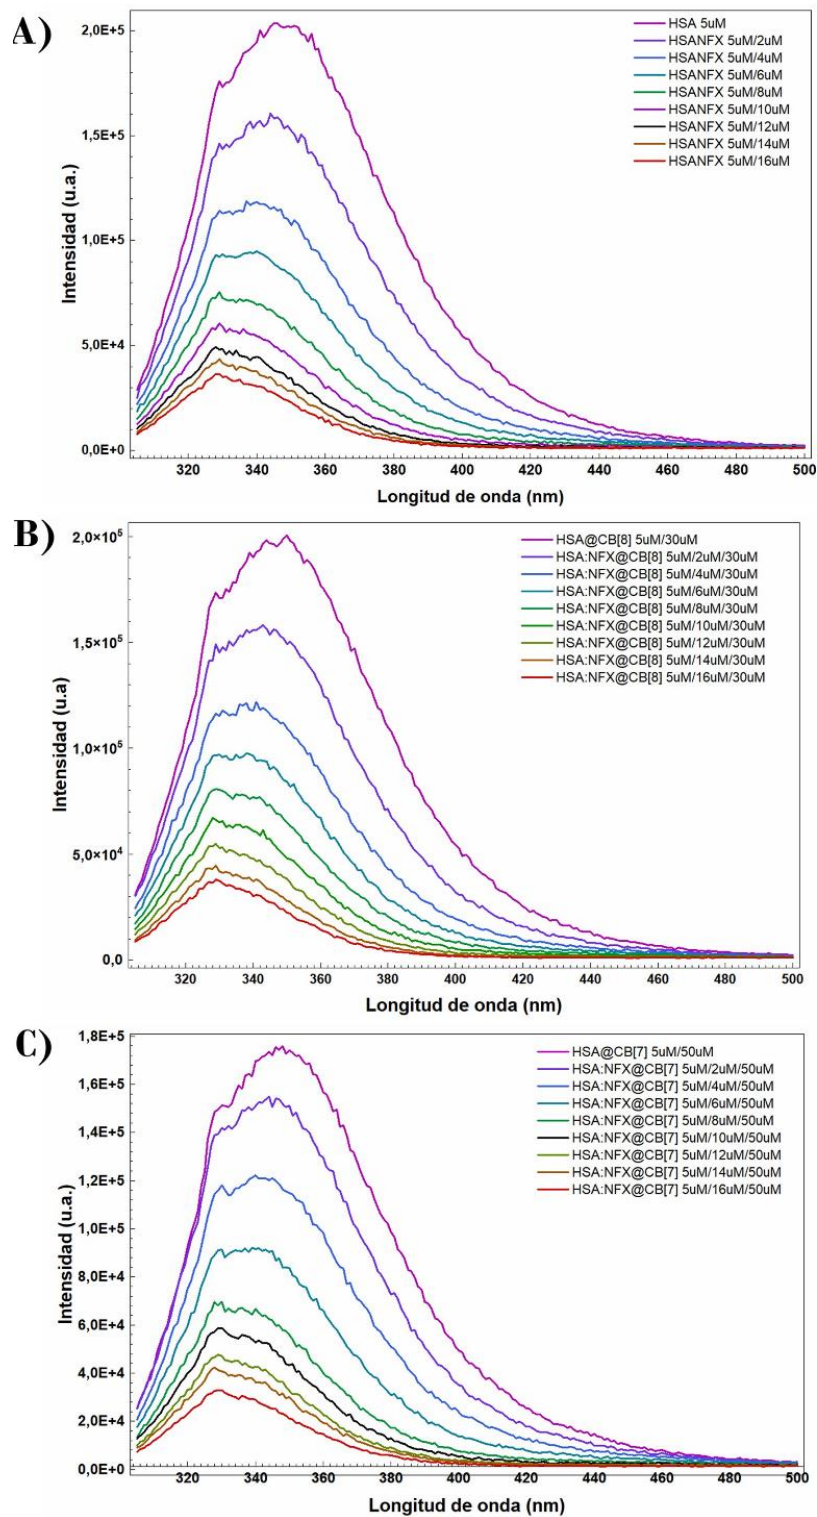 A)
Intensidad (u.a.)
2,0E+5
1,5E+5
1,0E+5
5,0E+4
0,0E+0
HSA 5uM
HSANFX 5uM/2uM
HSANFX 5uM/4uM
HSANFX 5uM/6uM
HSANFX 5uM/8uM
HSANFX 5uM/10uM
HSANFX 5uM/12uM
HSANFX 5uM/14uM
HSANFX 5uM/16uM
320 340 360 380 400 420 440 460 480 500
Longitud de onda (nm)
B)
Intensidad (u.a)
2,0×10⁵
1,5×10⁵
1,0×10⁵
5,0×10⁴
0,0
HSA@CB[8] 5uM/30uM
HSA:NFX@CB[8] 5uM/2uM/30uM
HSA:NFX@CB[8] 5uM/4uM/30uM
HSA:NFX@CB[8] 5uM/6uM/30uM
HSA:NFX@CB[8] 5uM/8uM/30uM
HSA:NFX@CB[8] 5uM/10uM/30uM
HSA:NFX@CB[8] 5uM/12uM/30uM
HSA:NFX@CB[8] 5uM/14uM/30uM
HSA:NFX@CB[8] 5uM/16uM/30uM
320 340 360 380 400 420 440 460 480 500
Longitud de onda (nm)
C)
Intensidad (u.a.)
1,8E+5
1,6E+5
1,4E+5
1,2E+5
1,0E+5
8,0E+4
6,0E+4
4,0E+4
2,0E+4
0,0E+0
HSA@CB[7] 5uM/50uM
HSA:NFX@CB[7] 5uM/2uM/50uM
HSA:NFX@CB[7] 5uM/4uM/50uM
HSA:NFX@CB[7] 5uM/6uM/50uM
HSA:NFX@CB[7] 5uM/8uM/50uM
HSA:NFX@CB[7] 5uM/10uM/50uM
HSA:NFX@CB[7] 5uM/12uM/50uM
HSA:NFX@CB[7] 5uM/14uM/50uM
HSA:NFX@CB[7] 5uM/16uM/50uM
320 340 360 380 400 420 440 460 480 500
Longitud de onda (nm)